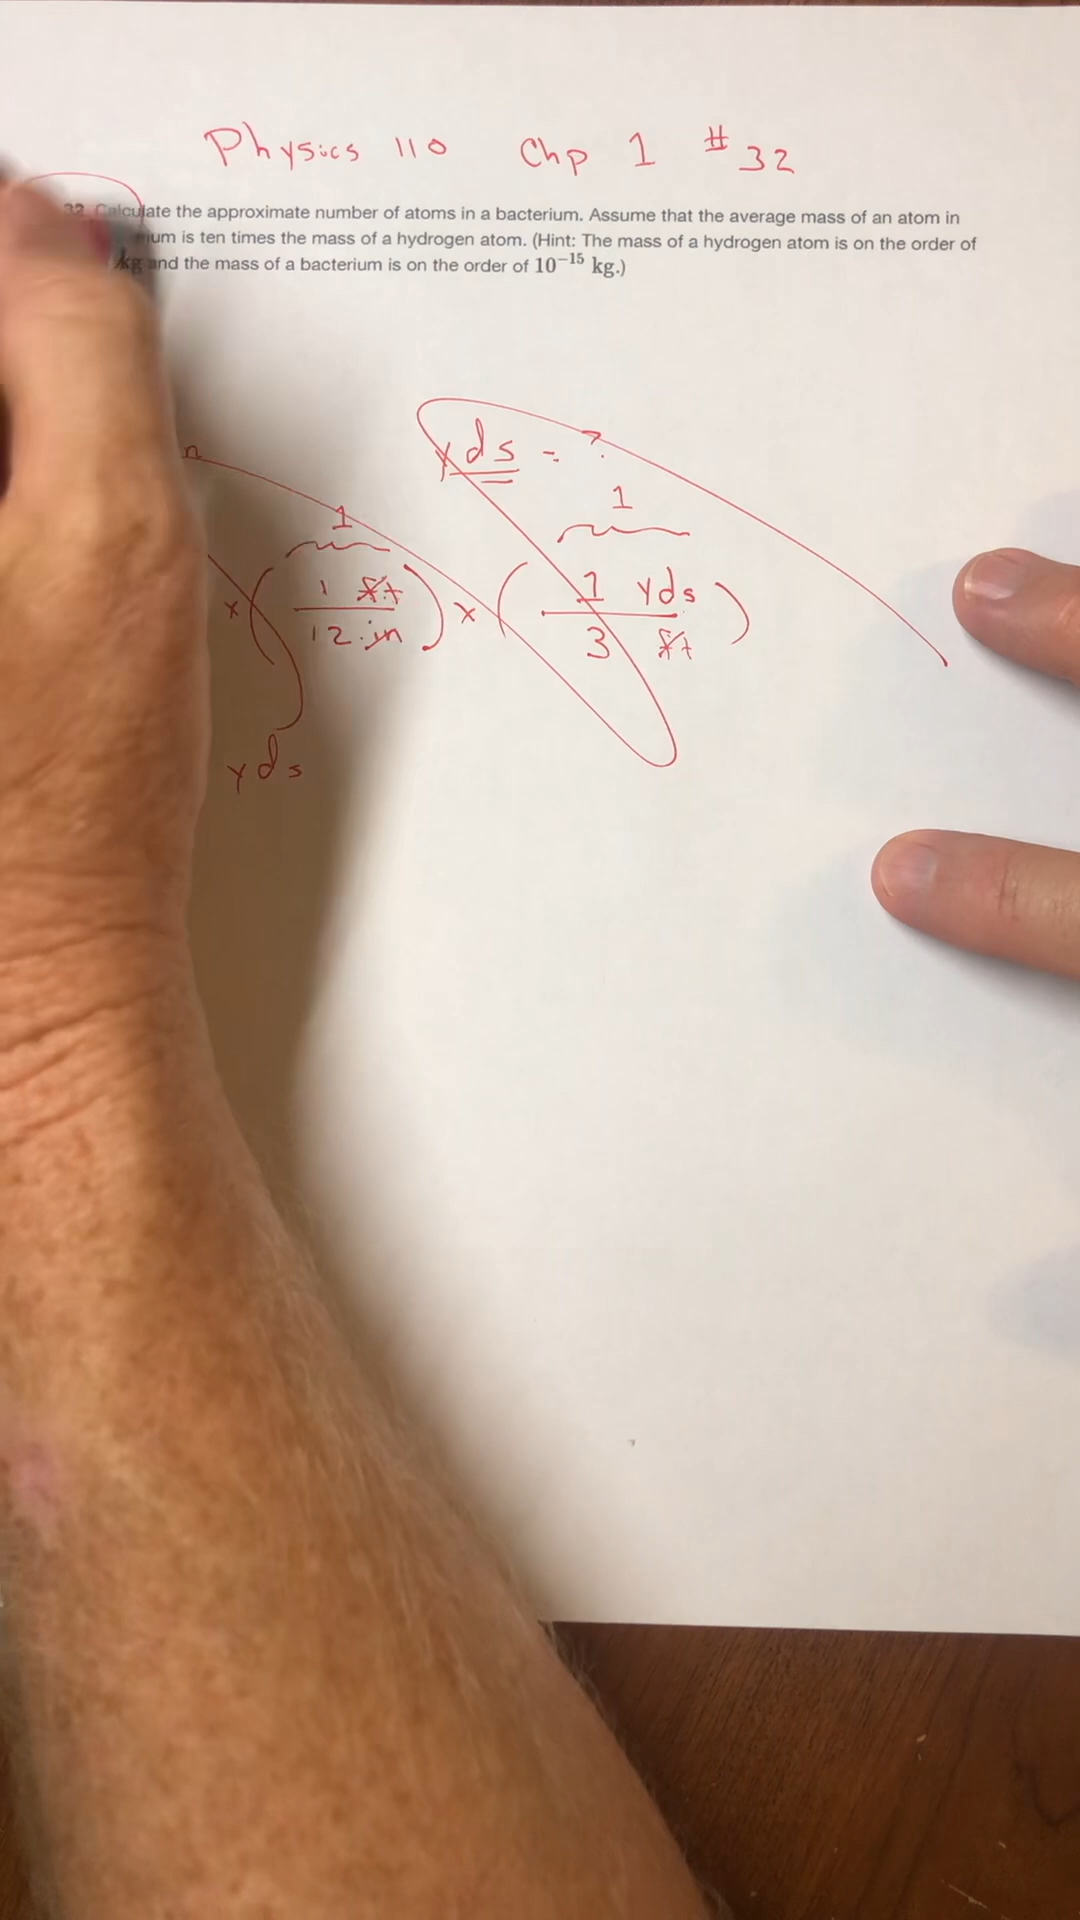 Physics 110 Chp 1 # 32
32. Calculate the approximate number of atoms in a bacterium. Assume that the average mass of an atom in
is ten times the mass of a hydrogen atom. (Hint: The mass of a hydrogen atom is on the order of
kg and the mass of a bacterium is on the order of 10⁻¹⁵ kg.)
yds = ?
1 1
x ( 1 ft / 12 in ) x ( 1 yds / 3 ft )
yds